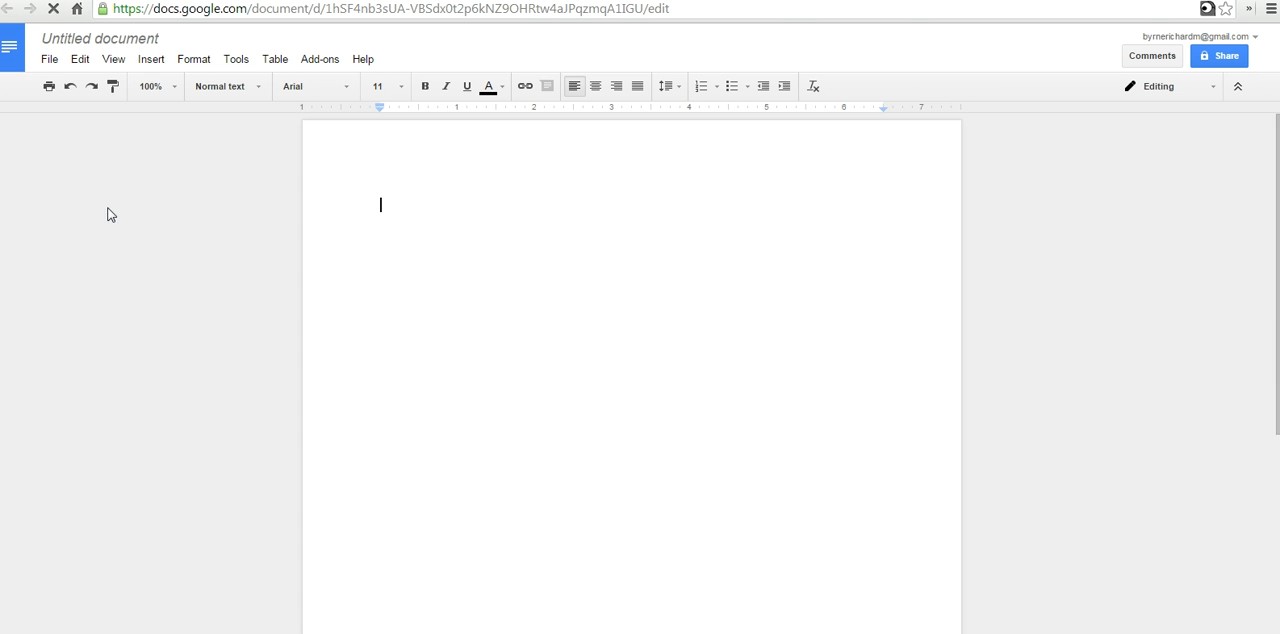 https://docs.google.com/document/d/1hSF4nb3sUA-VBSdx0t2p6kNZ9OHRtw4aJPqzmqA1IGU/edit
»
Untitled document
byrnerichardm@gmail.com
File Edit View Insert Format Tools Table Add-ons Help
Comments
Share
100% Normal text Arial 11 B I U A Editing
1 1 2 3 4 5 6 7